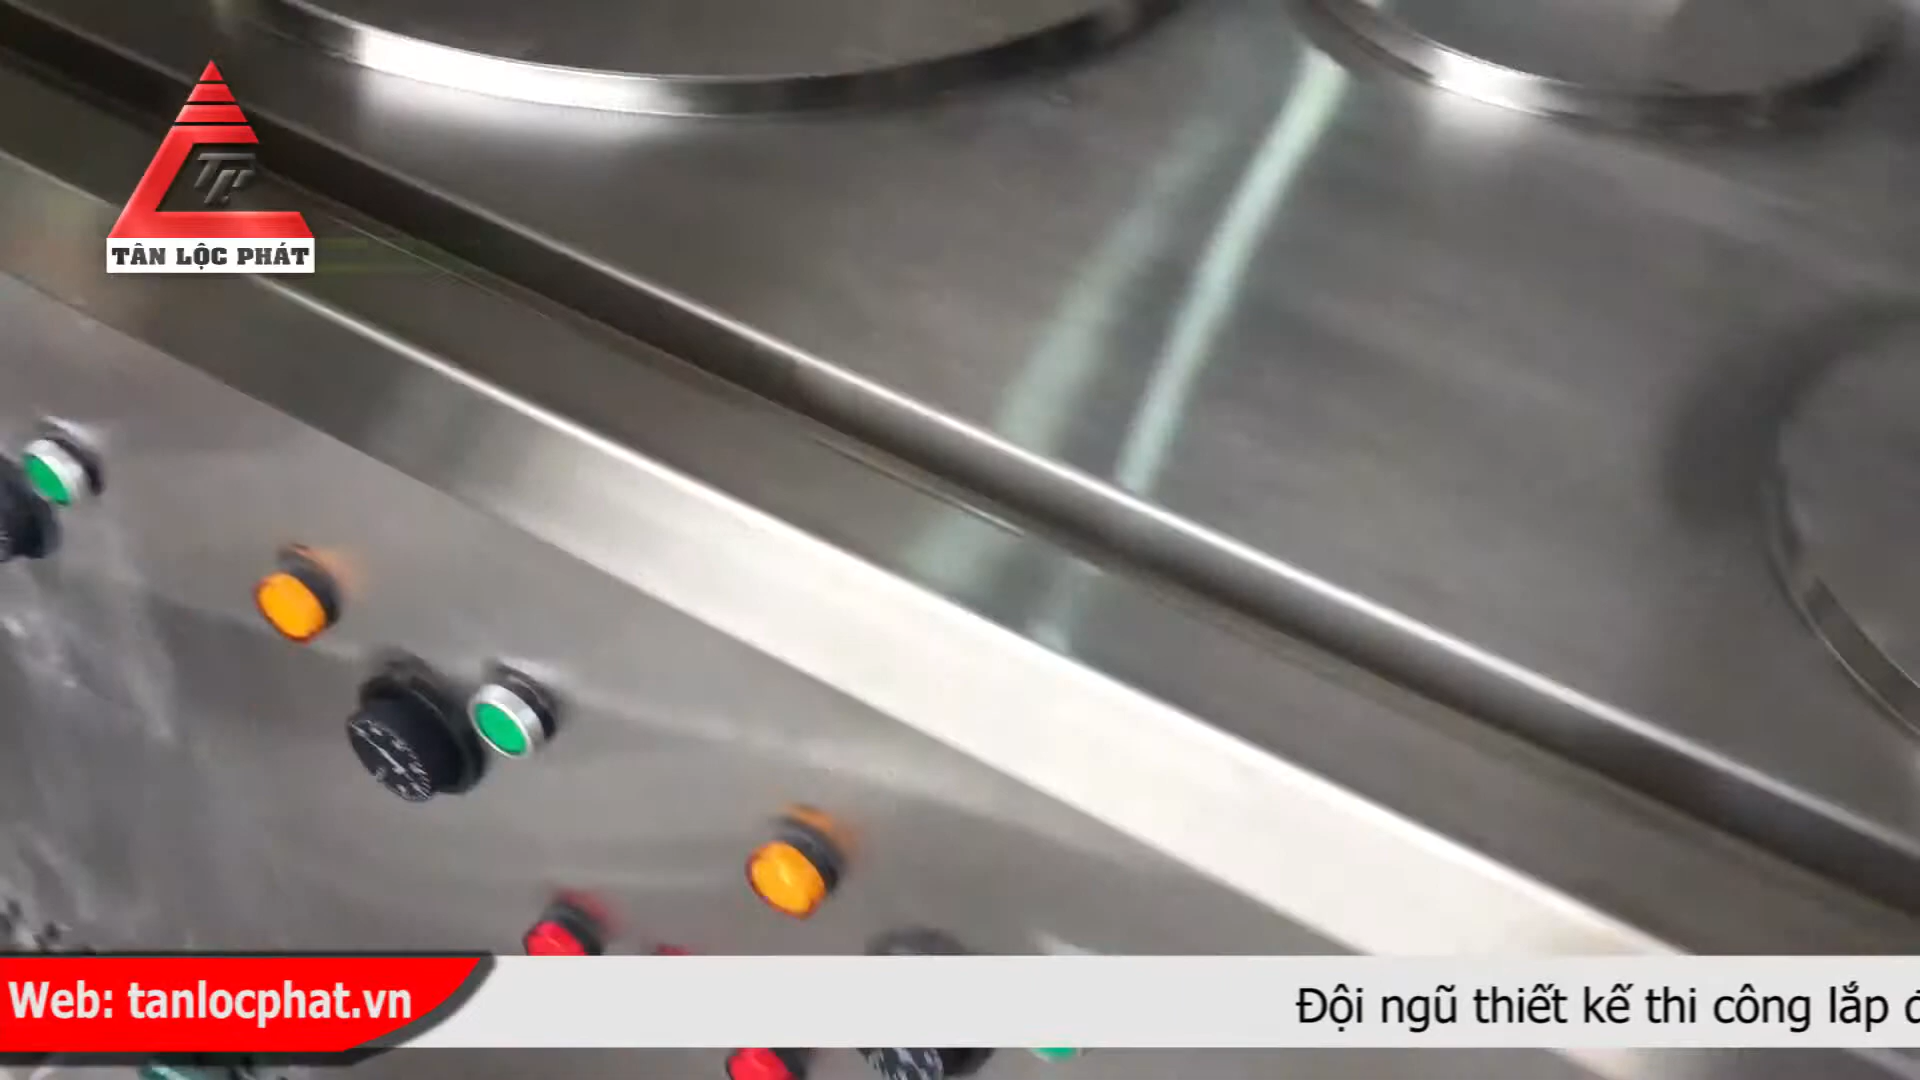 TÂN LỘC PHÁT
Web: tanlocphat.vn
Đội ngũ thiết kế thi công lắp